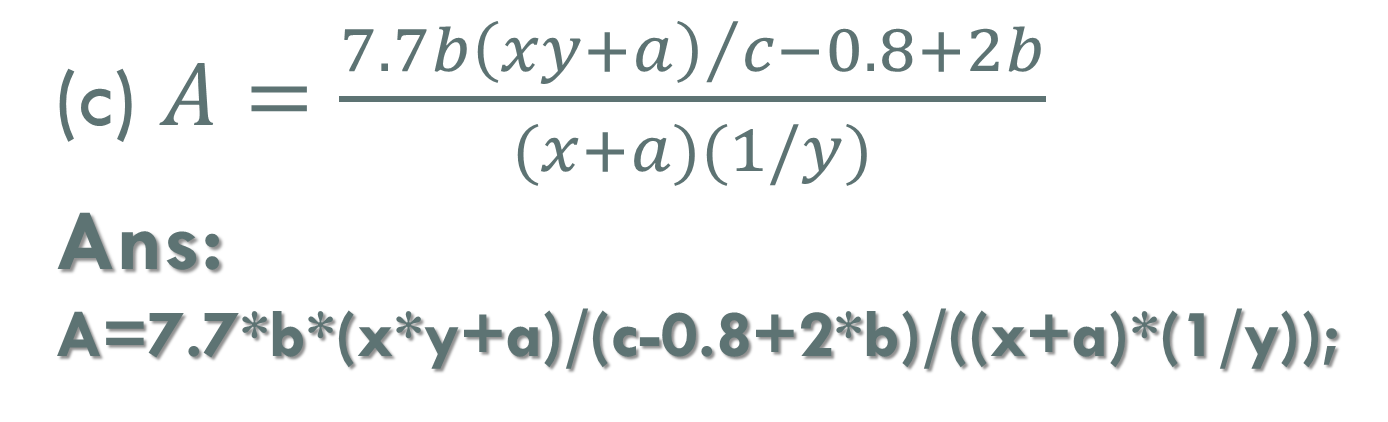 (c) A = 7.7b(xy+a)/c−0.8+2b
(x+a)(1/y)
Ans:
A=7.7*b*(x*y+a)/(c-0.8+2*b)/((x+a)*(1/y));